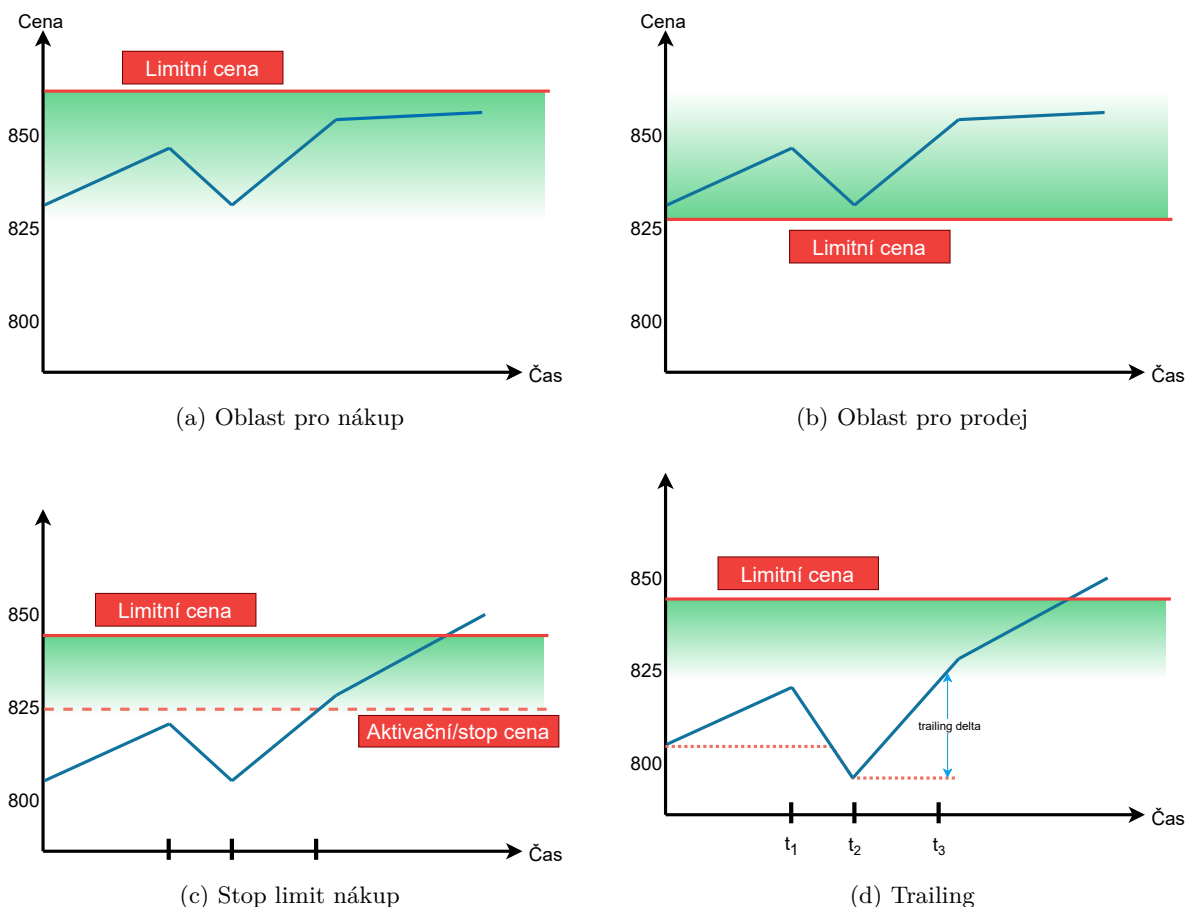 Cena
Limitní cena
850
825
800
Čas
(a) Oblast pro nákup
Cena
850
825
Limitní cena
800
Čas
(b) Oblast pro prodej
850
Limitní cena
825
Aktivační/stop cena
800
Čas
(c) Stop limit nákup
Limitní cena
850
825
trailing delta
800
Čas
t1
t2
t3
(d) Trailing